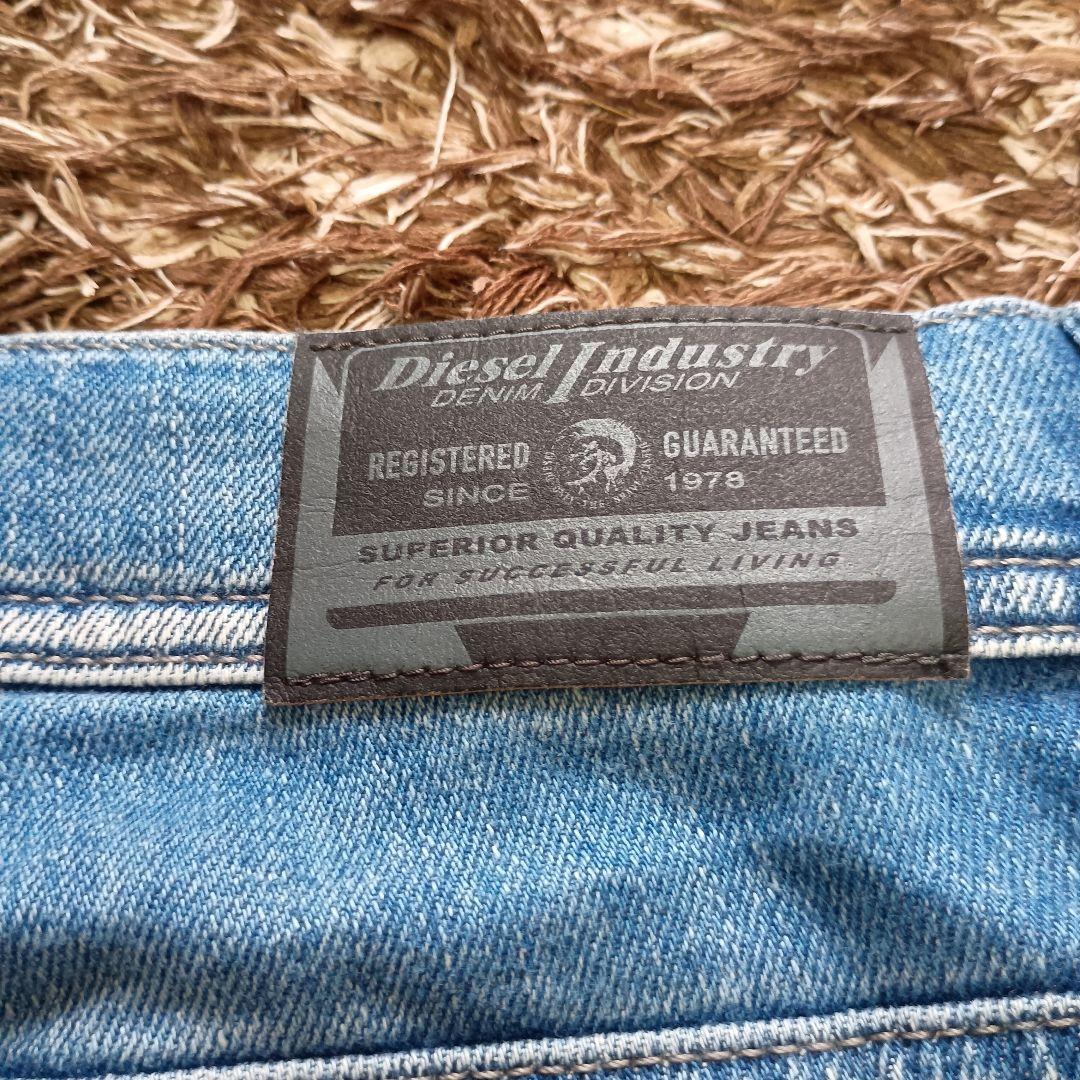 Diesel Industry
DENIM DIVISION
REGISTERED GUARANTEED
SINCE 1978
SUPERIOR QUALITY JEANS
FOR SUCCESSFUL LIVING